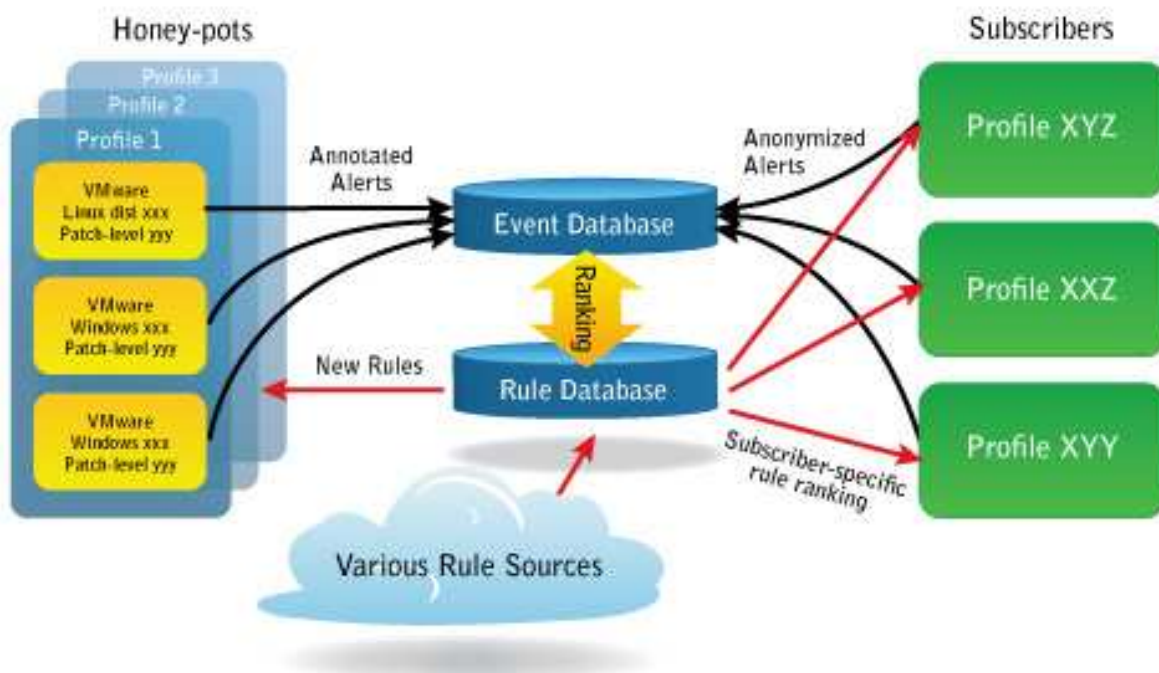 Honey-pots
Subscribers
Profile 3
Profile 2
Profile 1
VMware
Linux dist xxx
Patch-level yyy
VMware
Windows xxx
Patch-level yyy
VMware
Windows xxx
Patch-level yyy
Annotated
Alerts
Anonymized
Alerts
Event Database
Ranking
New Rules
Rule Database
Subscriber-specific
rule ranking
Various Rule Sources
Profile XYZ
Profile XXZ
Profile XYY